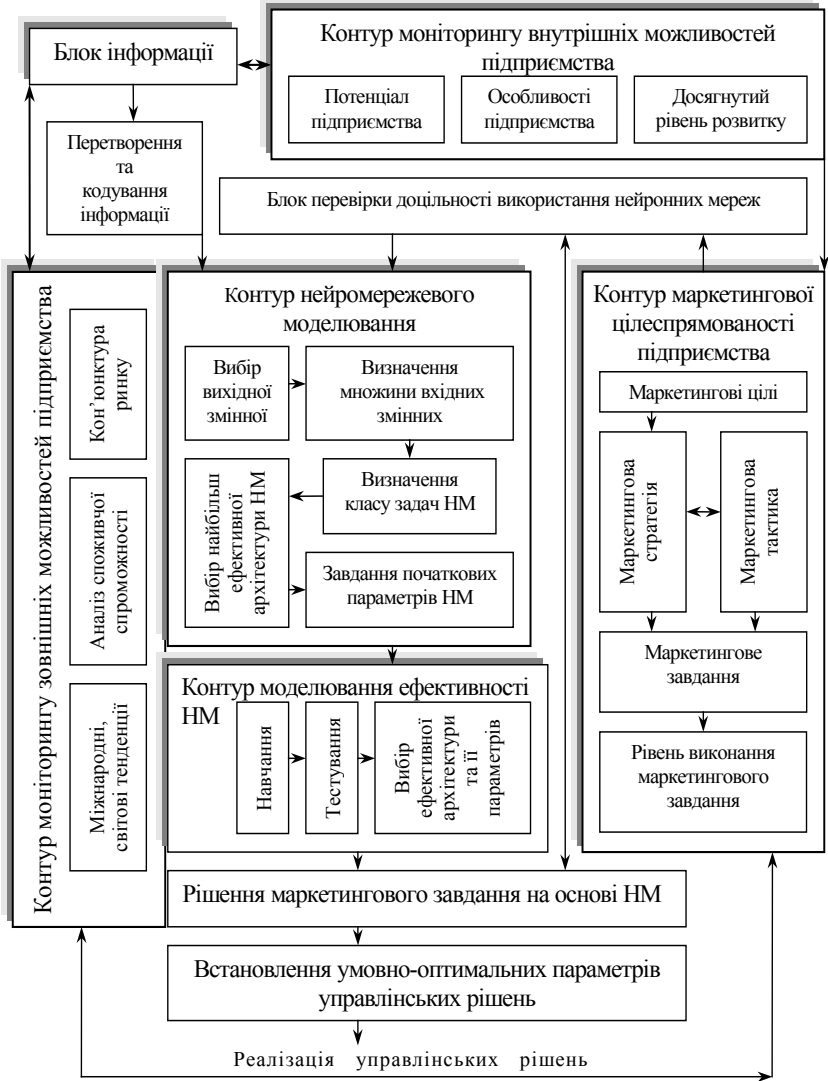 Блок інформації
Контур моніторингу внутрішніх можливостей
підприємства
Потенціал
підприємства
Особливості
підприємства
Досягнутий
рівень розвитку
Перетворення
та
кодування
інформації
Блок перевірки доцільності використання нейронних мереж
Контур моніторингу зовнішніх можливостей підприємства
Кон’юнктура
ринку
Аналіз споживчої
спроможності
Міжнародні,
світові тенденції
Контур нейромережевого
моделювання
Вибір
вихідної
змінної
Визначення
множини вхідних
змінних
Визначення
класу задач НМ
Вибір найбільш
ефективної
архітектури НМ
Завдання початкових
параметрів НМ
Контур моделювання ефективності
НМ
Навчання
Тестування
Вибір
ефективної
архітектури
та її
параметрів
Контур маркетингової
цілеспрямованості
підприємства
Маркетингові цілі
Маркетингова
стратегія
Маркетингова
тактика
Маркетингове
завдання
Рівень виконання
маркетингового
завдання
Рішення маркетингового завдання на основі НМ
Встановлення умовно-оптимальних параметрів
управлінських рішень
Реалізація управлінських рішень